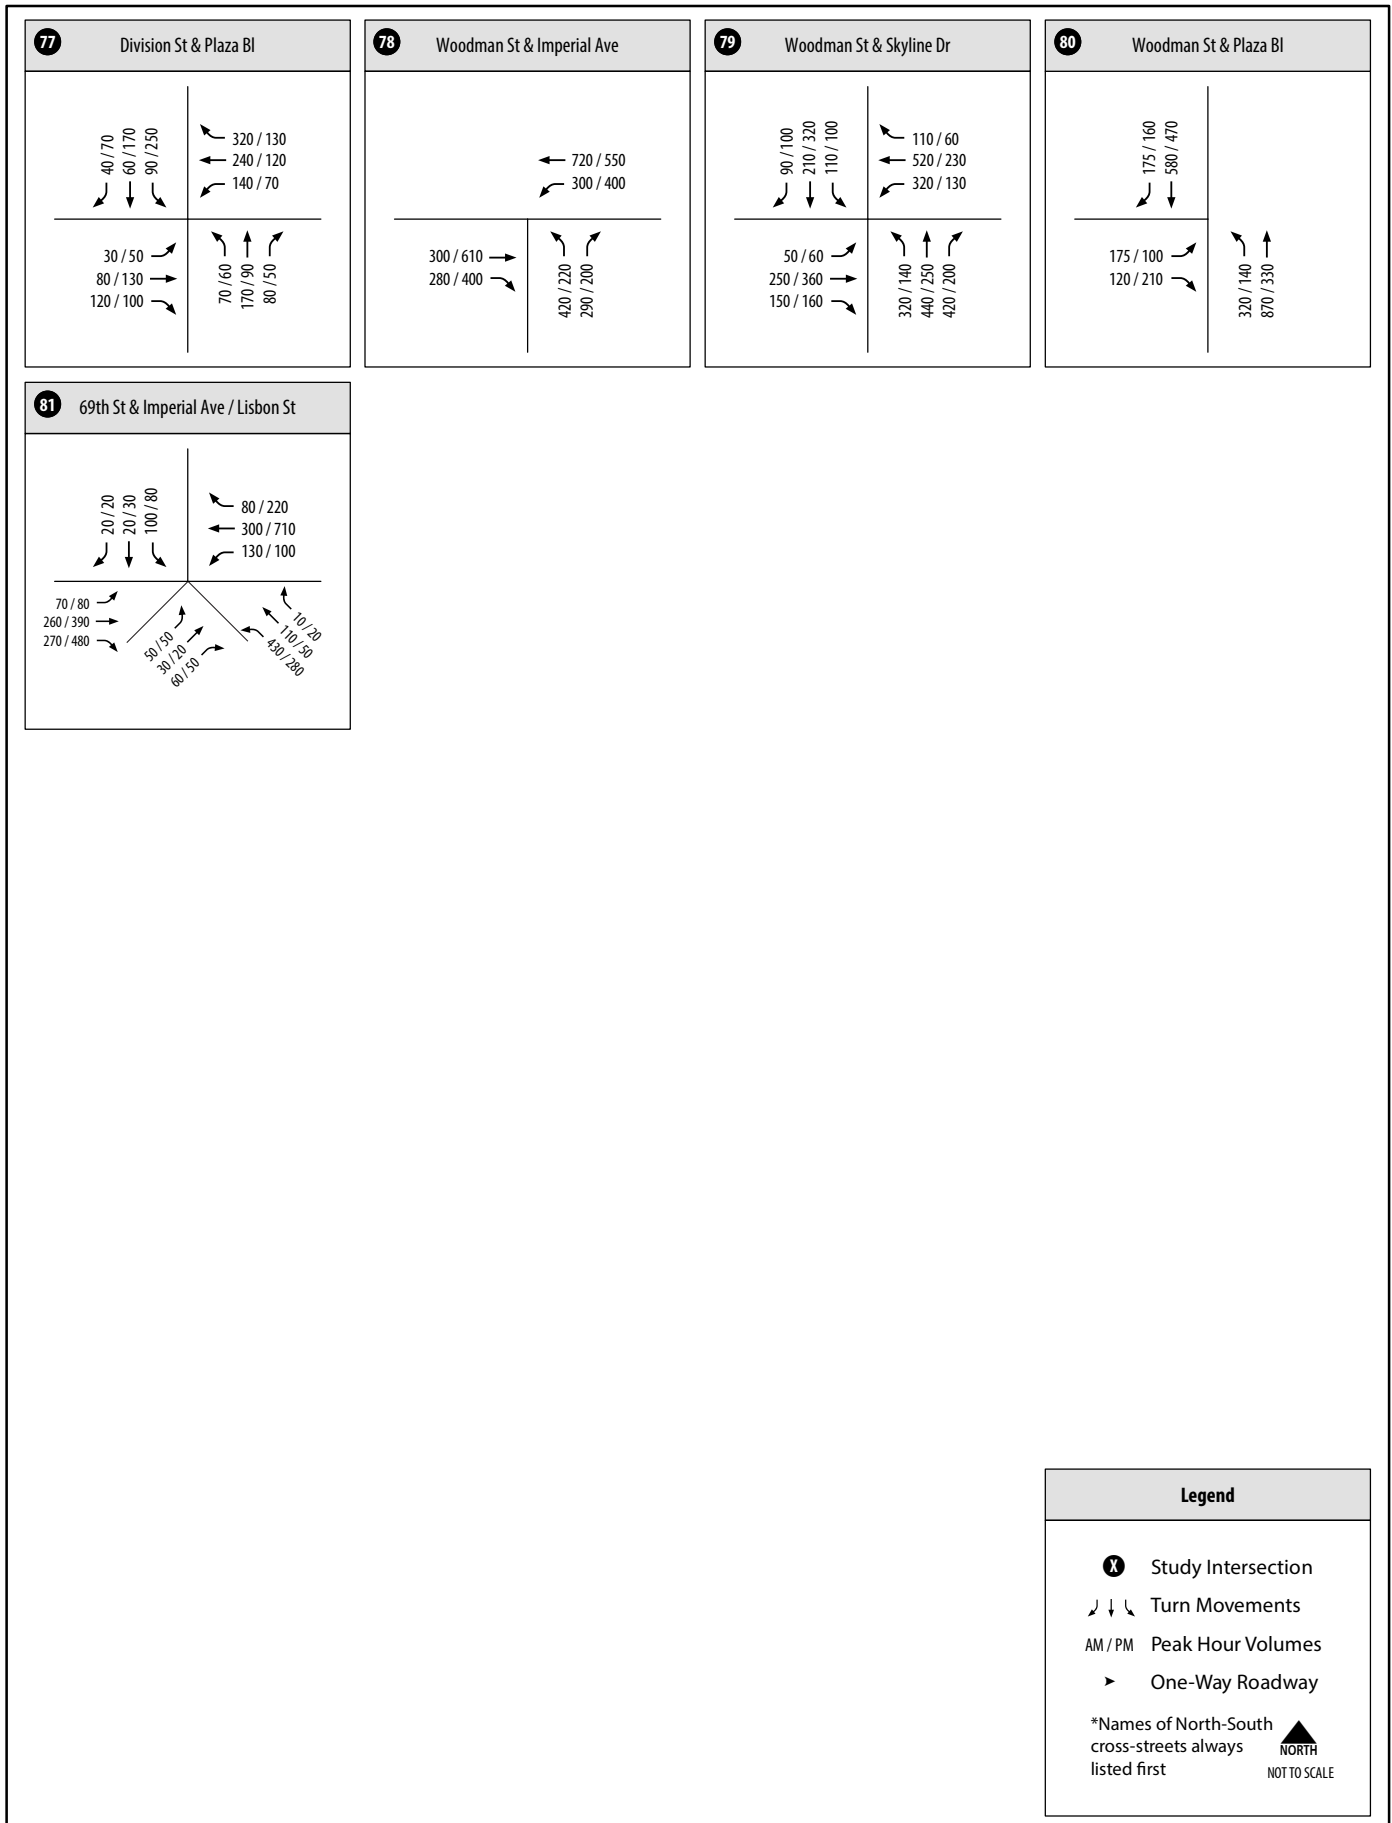 77
Division St & Plaza Bl
40 / 70
60 / 170
90 / 250
320 / 130
240 / 120
140 / 70
30 / 50
80 / 130
120 / 100
70 / 60
170 / 90
80 / 50
78
Woodman St & Imperial Ave
720 / 550
300 / 400
300 / 610
280 / 400
420 / 220
290 / 200
79
Woodman St & Skyline Dr
90 / 100
210 / 320
110 / 100
110 / 60
520 / 230
320 / 130
50 / 60
250 / 360
150 / 160
320 / 140
440 / 250
420 / 200
80
Woodman St & Plaza Bl
175 / 160
580 / 470
175 / 100
120 / 210
320 / 140
870 / 330
81
69th St & Imperial Ave / Lisbon St
20 / 20
20 / 30
100 / 80
80 / 220
300 / 710
130 / 100
70 / 80
260 / 390
270 / 480
50 / 50
30 / 20
60 / 50
10 / 20
110 / 50
430 / 280
Legend
X Study Intersection
Turn Movements
AM / PM Peak Hour Volumes
One-Way Roadway
*Names of North-South
cross-streets always
listed first
NORTH
NOT TO SCALE